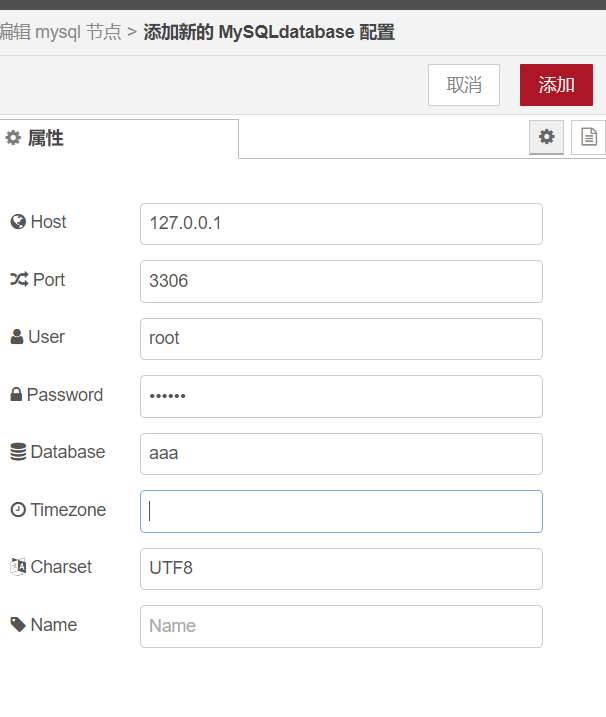 编辑 mysql 节点 > 添加新的 MySQLdatabase 配置
取消 添加
属性
Host 127.0.0.1
Port 3306
User root
Password ••••••
Database aaa
Timezone
Charset UTF8
Name Name